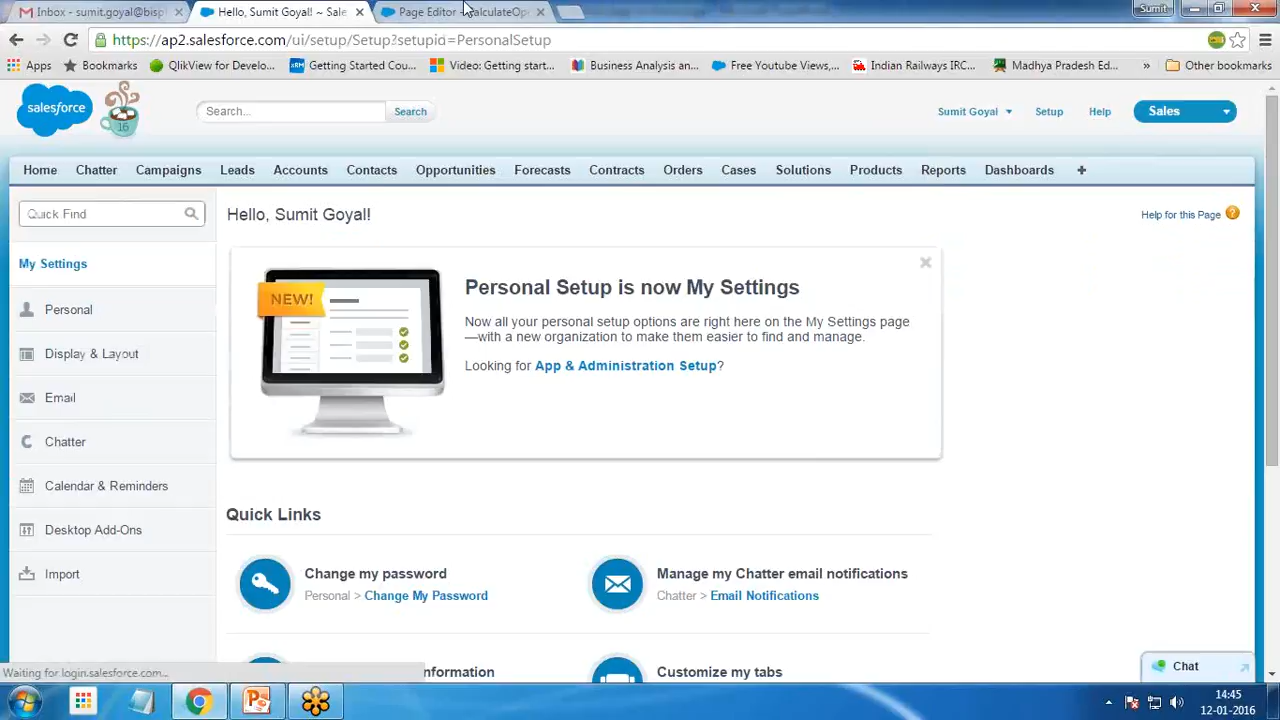 Inbox - sumit.goyal@bisp
Hello, Sumit Goyal! ~ Sale
Page Editor - CalculateOp
Sumit
https://ap2.salesforce.com/ui/setup/Setup?setupid=PersonalSetup
Apps
Bookmarks
QlikView for Develo...
Getting Started Cou...
Video: Getting start...
Business Analysis an...
Free Youtube Views,...
Indian Railways IRC...
Madhya Pradesh Ed...
»
Other bookmarks
salesforce
16
Search...
Search
Sumit Goyal
Setup
Help
Sales
Home
Chatter
Campaigns
Leads
Accounts
Contacts
Opportunities
Forecasts
Contracts
Orders
Cases
Solutions
Products
Reports
Dashboards
+
Quick Find
Hello, Sumit Goyal!
Help for this Page
My Settings
Personal
Display & Layout
Email
Chatter
Calendar & Reminders
Desktop Add-Ons
Import
NEW!
Personal Setup is now My Settings
Now all your personal setup options are right here on the My Settings page
—with a new organization to make them easier to find and manage.
Looking for App & Administration Setup?
Quick Links
Change my password
Personal > Change My Password
Manage my Chatter email notifications
Chatter > Email Notifications
information
Customize my tabs
Waiting for login.salesforce.com...
Chat
14:45
12-01-2016